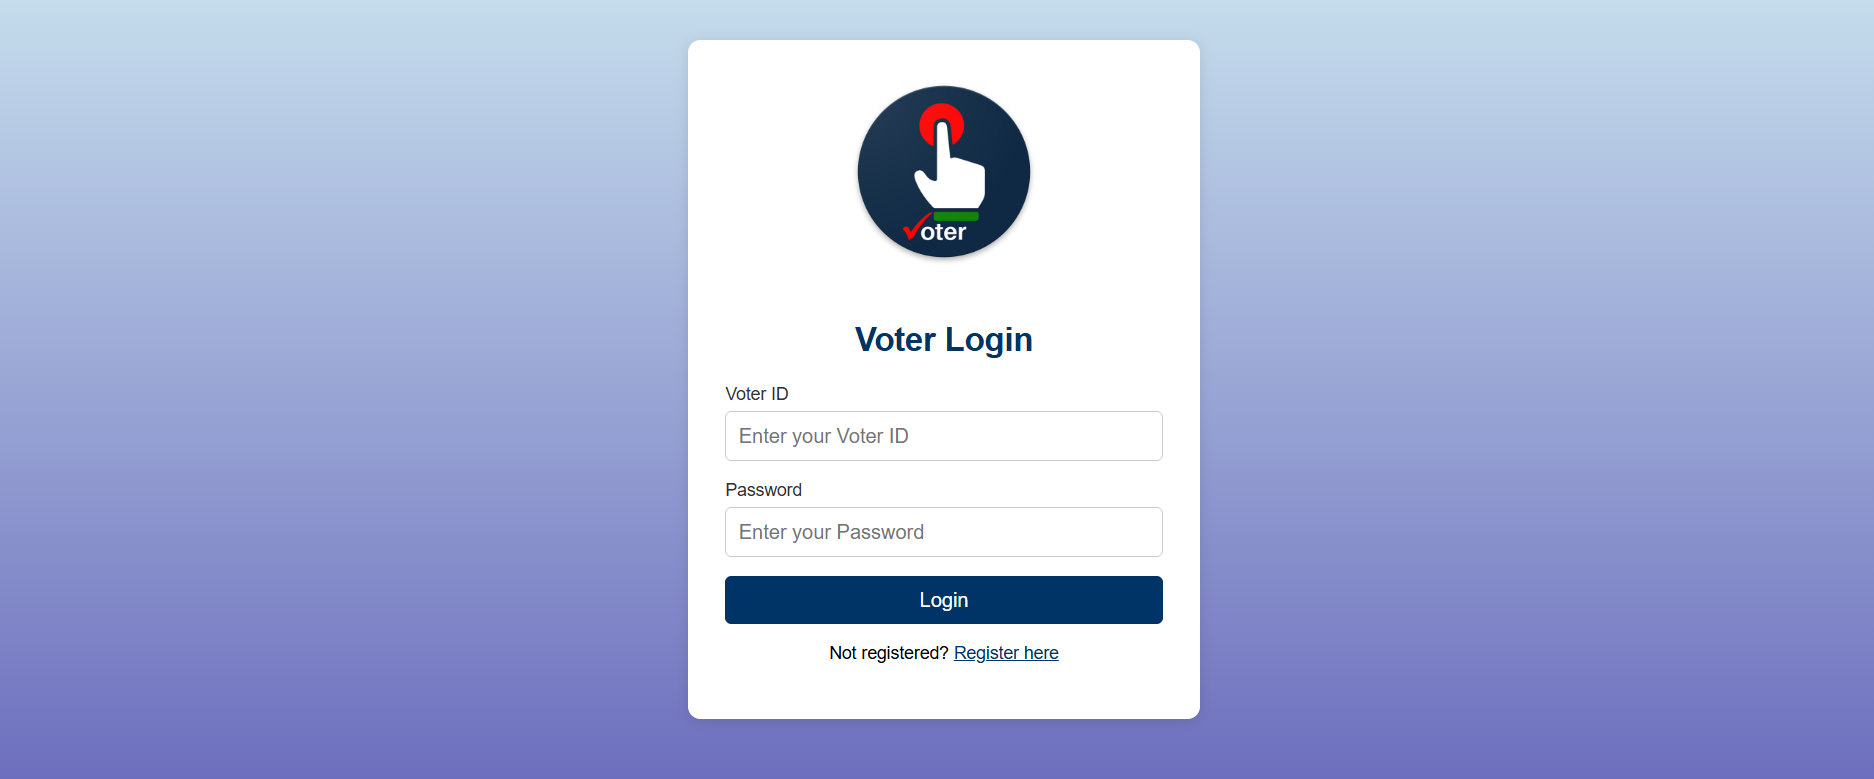 ✓oter
Voter Login
Voter ID
Enter your Voter ID
Password
Enter your Password
Login
Not registered? Register here